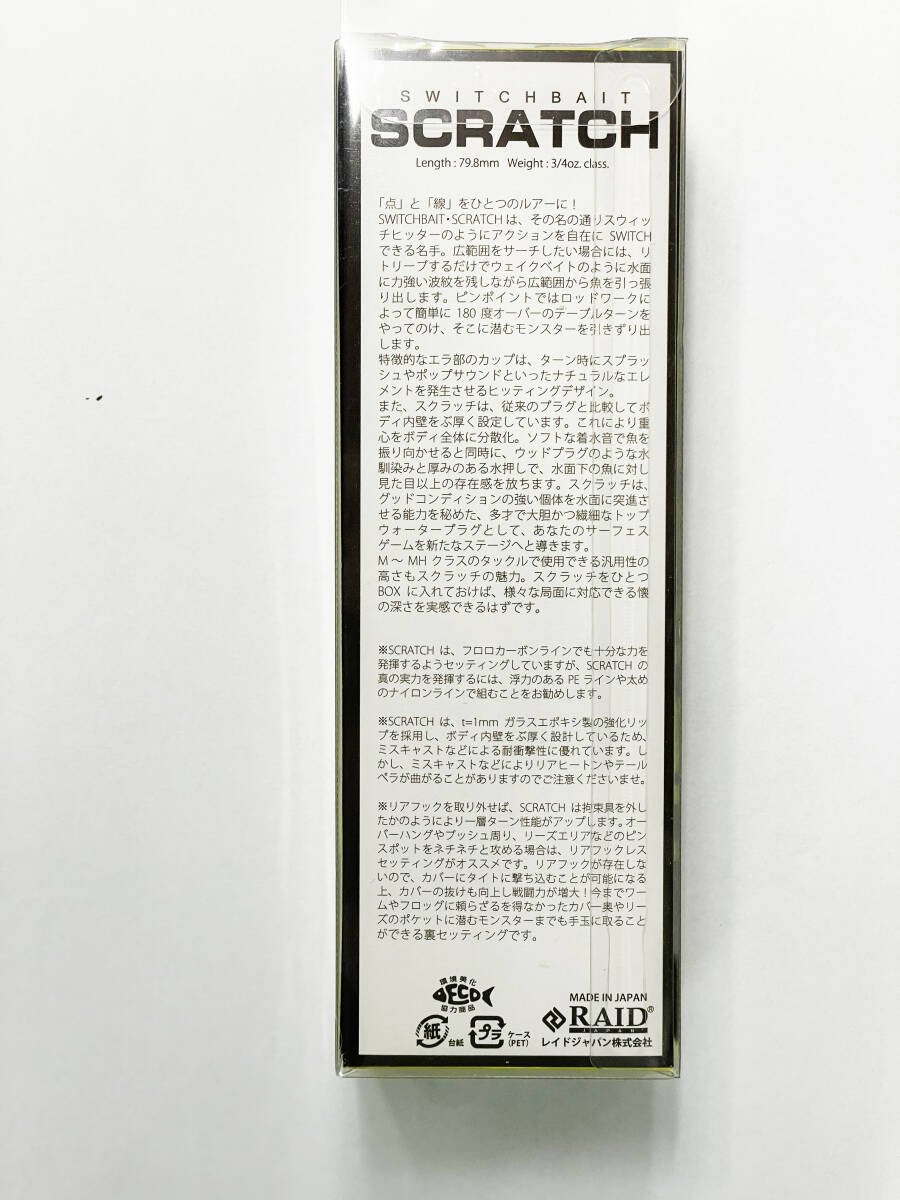 SWITCHBAIT
SCRATCH
Length : 79.8mm Weight : 3/4oz. class.
「点」と「線」をひとつのルアーに！
SWITCHBAIT・SCRATCHは、その名の通りスウィッ
チヒッターのようにアクションを自在に SWITCH
できる名手。広範囲をサーチしたい場合には、リ
トリーブするだけでウェイクベイトのように水面
に力強い波紋を残しながら広範囲から魚を引っ張
り出します。ピンポイントではロッドワークに
よって簡単に 180 度オーバーのテーブルターンを
やってのけ、そこに潜むモンスターを引きずり出
します。
特徴的なエラ部のカップは、ターン時にスプラッ
シュやポップサウンドといったナチュラルなエレ
メントを発生させるヒッティングデザイン。
また、スクラッチは、従来のプラグと比較してボ
ディ内壁をぶ厚く設定しています。これにより重
心をボディ全体に分散化。ソフトな着水音で魚を
振り向かせると同時に、ウッドプラグのような水
馴染みと厚みのある水押しで、水面下の魚に対し
見た目以上の存在感を放ちます。スクラッチは、
グッドコンディションの強い個体を水面に突進さ
せる能力を秘めた、多才で大胆かつ繊細なトップ
ウォータープラグとして、あなたのサーフェス
ゲームを新たなステージへと導きます。
M～MH クラスのタックルで使用できる汎用性の
高さもスクラッチの魅力。スクラッチをひとつ
BOX に入れておけば、様々な局面に対応できる懐
の深さを実感できるはずです。
※SCRATCH は、フロロカーボンラインでも十分な力を
発揮するようセッティングしていますが、SCRATCH の
真の実力を発揮するには、浮力のある PE ラインや太め
のナイロンラインで組むことをお勧めします。
※SCRATCH は、t=1mm ガラスエポキシ製の強化リッ
プを採用し、ボディ内壁をぶ厚く設計しているため、
ミスキャストなどによる耐衝撃性に優れています。し
かし、ミスキャストなどによりリアヒートンやテール
ペラが曲がることがありますのでご注意くださいませ。
※リアフックを取り外せば、SCRATCH は拘束具を外し
たかのようにより一層ターン性能がアップします。オー
バーハングやブッシュ周り、リーズエリアなどのピン
スポットをネチネチと攻める場合は、リアフックレス
セッティングがオススメです。リアフックが存在しな
いので、カバーにタイトに撃ち込むことが可能になる
上、カバーの抜けも向上し戦闘力が増大！今までワー
ムやフロッグに頼らざるを得なかったカバー奥やリー
ズのポケットに潜むモンスターまでも手玉に取ること
ができる裏セッティングです。
環境美化
ECO
協力商品
紙
台紙
プラ
ケース
(PET)
MADE IN JAPAN
RAID®
JAPAN
レイドジャパン株式会社